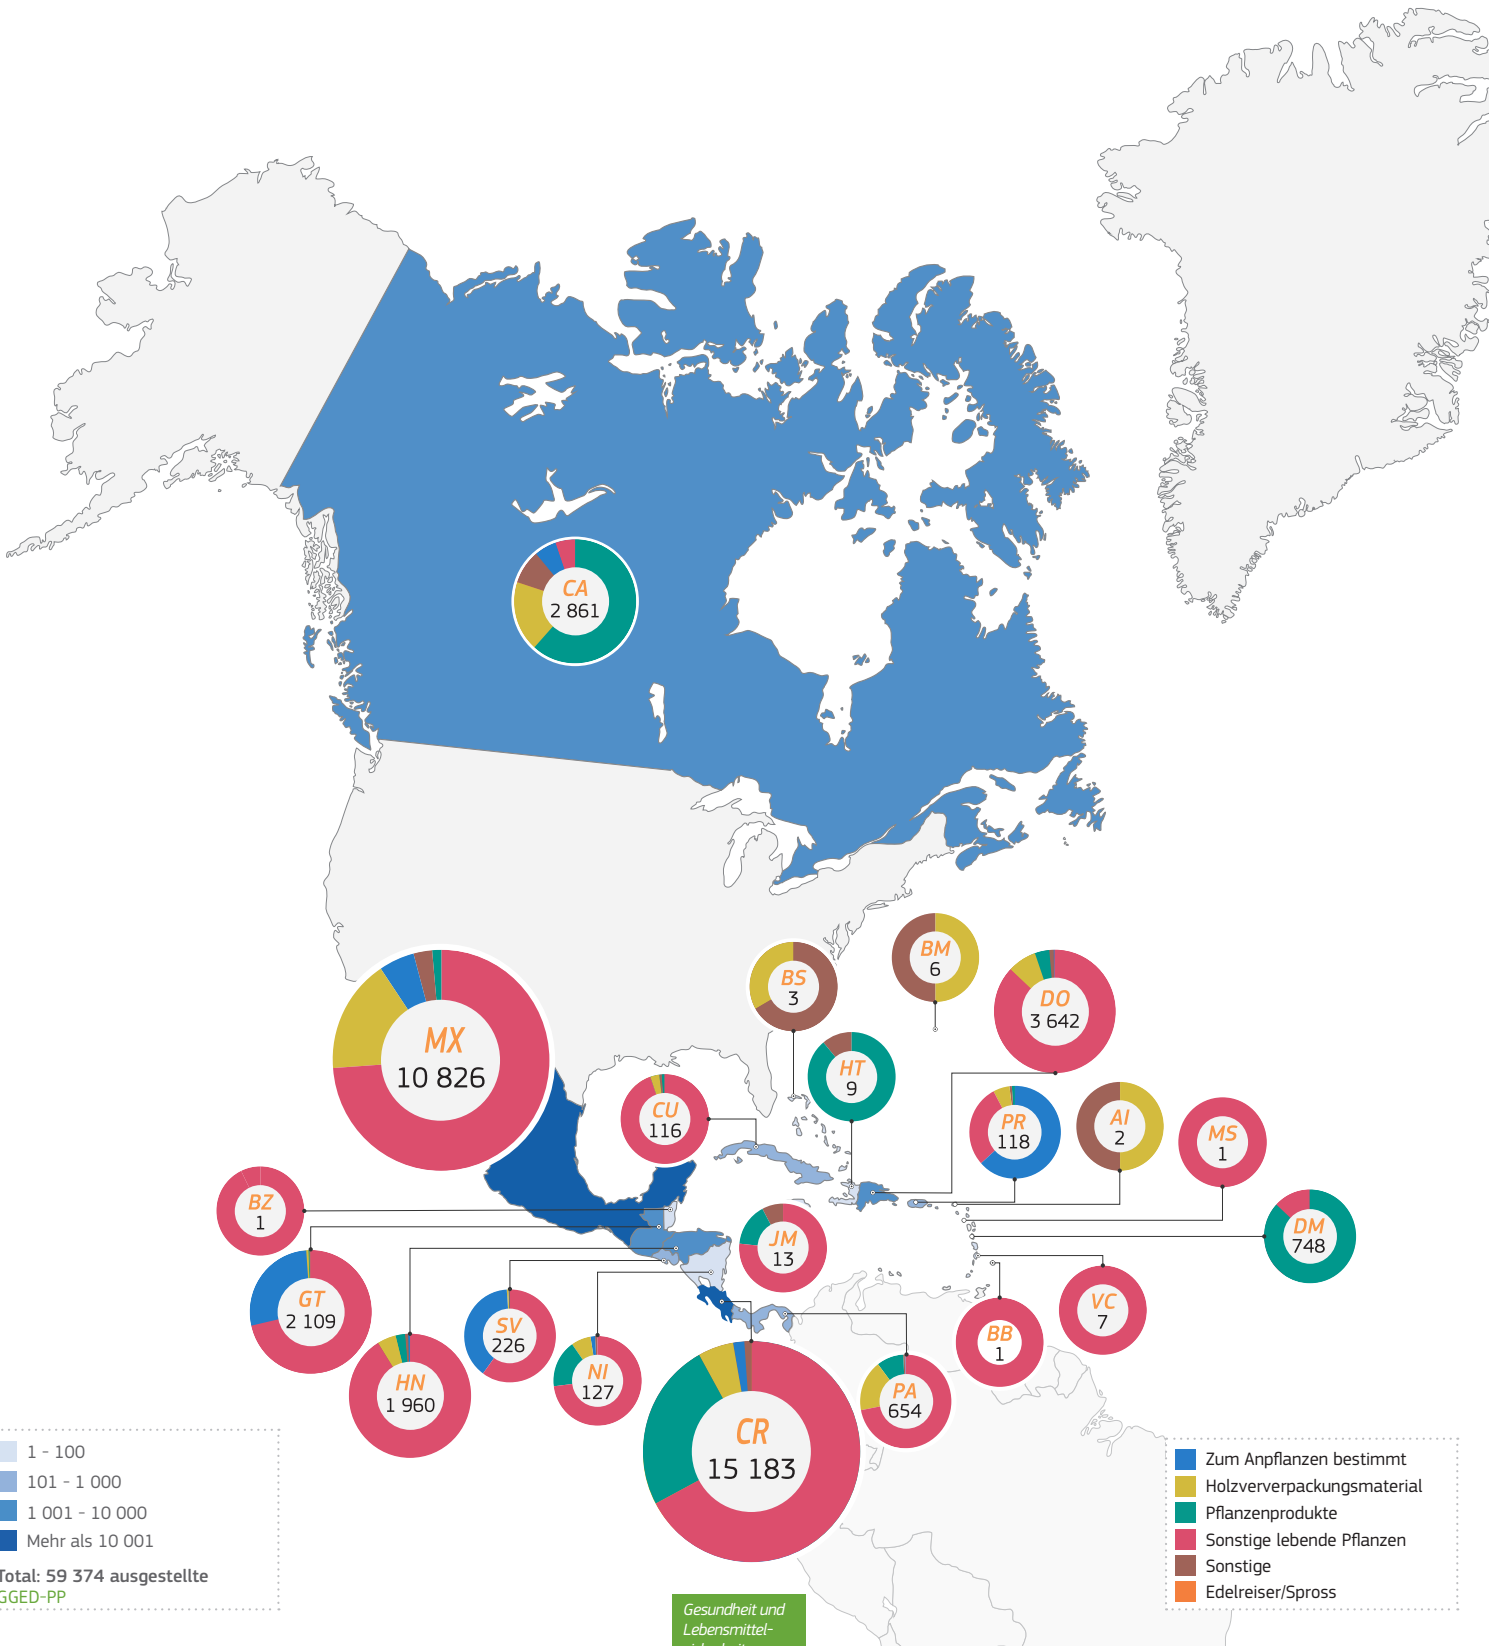 CA
2 861
BM
6
BS
3
DO
3 642
MX
10 826
HT
9
CU
116
PR
118
AI
2
MS
1
BZ
1
JM
13
DM
748
GT
2 109
SV
226
VC
7
BB
1
HN
1 960
NI
127
PA
654
CR
15 183
1 - 100
101 - 1 000
1 001 - 10 000
Mehr als 10 001
Total: 59 374 ausgestellte
GGED-PP
Zum Anpflanzen bestimmt
Holzververpackungsmaterial
Pflanzenprodukte
Sonstige lebende Pflanzen
Sonstige
Edelreiser/Spross
Gesundheit und
Lebensmittel-